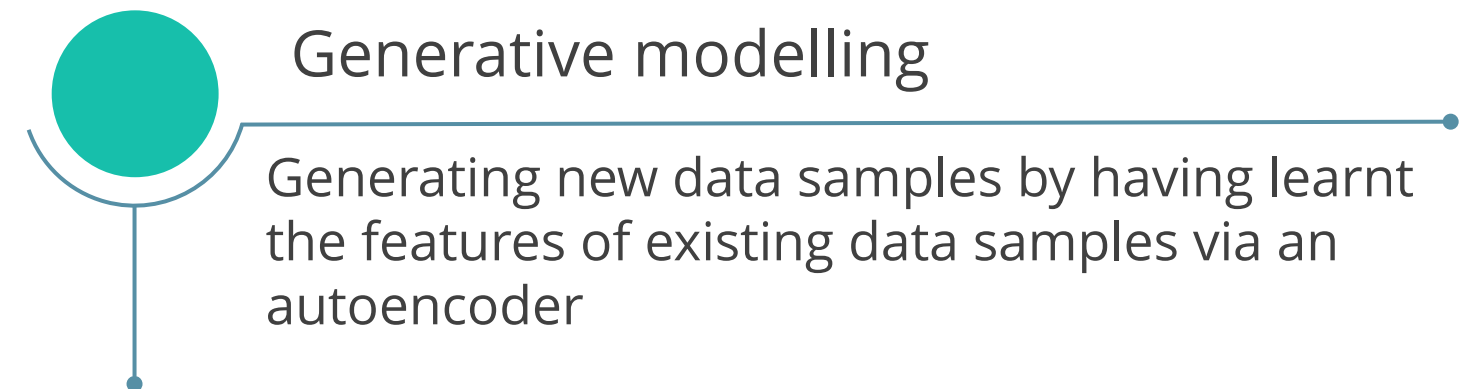 Generative modelling
Generating new data samples by having learnt
the features of existing data samples via an
autoencoder